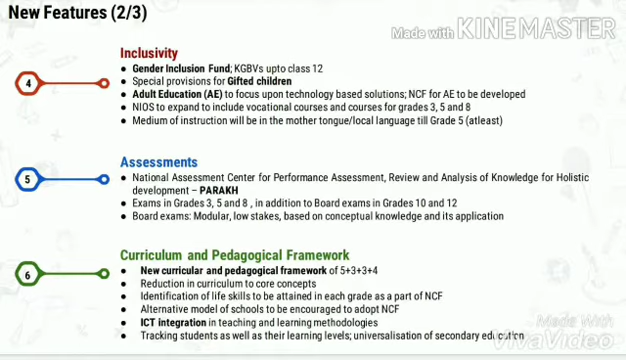 New Features (2/3)
Made with KINEMASTER
Inclusivity
4
● Gender Inclusion Fund; KGBVs upto class 12
● Special provisions for Gifted children
● Adult Education (AE) to focus upon technology based solutions; NCF for AE to be developed
● NIOS to expand to include vocational courses and courses for grades 3, 5 and 8
● Medium of instruction will be in the mother tongue/local language till Grade 5 (atleast)
Assessments
5
● National Assessment Center for Performance Assessment, Review and Analysis of Knowledge for Holistic
development – PARAKH
● Exams in Grades 3, 5 and 8 , in addition to Board exams in Grades 10 and 12
● Board exams: Modular, low stakes, based on conceptual knowledge and its application
Curriculum and Pedagogical Framework
6
● New curricular and pedagogical framework of 5+3+3+4
● Reduction in curriculum to core concepts
● Identification of life skills to be attained in each grade as a part of NCF
● Alternative model of schools to be encouraged to adopt NCF
● ICT integration in teaching and learning methodologies
● Tracking students as well as their learning levels; universalisation of secondary education
Made With
VivaVideo